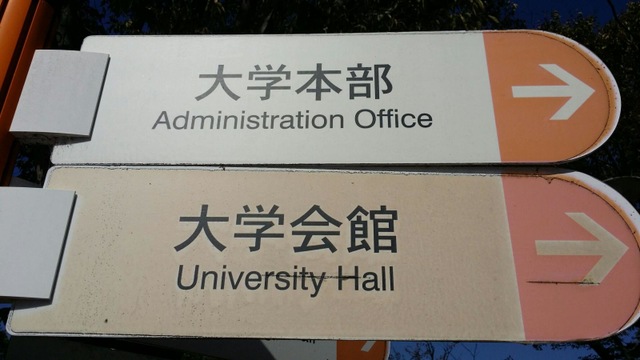 大学本部
Administration Office
大学会館
University Hall